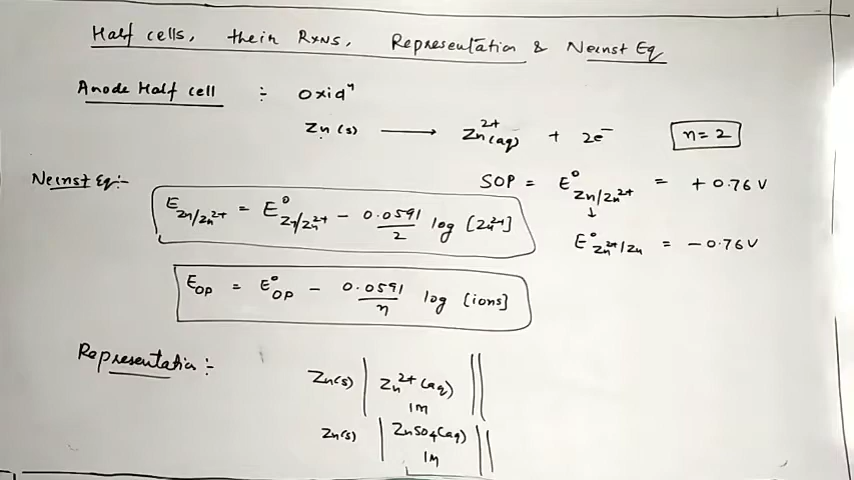 Half cells, their RXNS, Representation & Nernst Eq
Anode Half cell :- oxidⁿ
Zn(s) ⟶ Zn²⁺(aq) + 2e⁻ n=2
SOP = E°Zn/Zn²⁺ = +0.76 V
↓
E°Zn²⁺/Zn = −0.76V
Nernst Eq:-
E Zn/Zn²⁺ = E°Zn/Zn²⁺ − 0.0591/2 log [Zn²⁺]
E OP = E°OP − 0.0591/n log [ions]
Representation :-
Zn(s) | Zn²⁺(aq) ||
1M
Zn(s) | ZnSO₄(aq) ||
1M